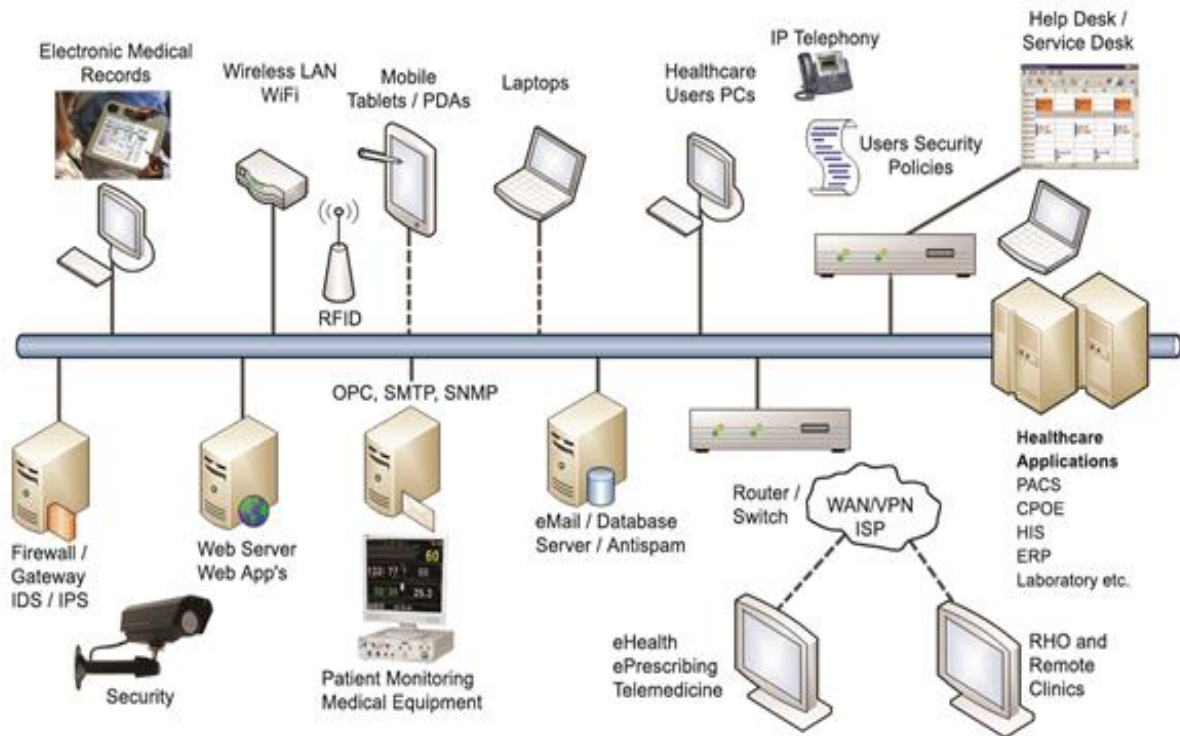 Electronic Medical
Records
Wireless LAN
WiFi
Mobile
Tablets / PDAs
Laptops
Healthcare
Users PCs
IP Telephony
Users Security
Policies
Help Desk /
Service Desk
RFID
OPC, SMTP, SNMP
Firewall /
Gateway
IDS / IPS
Web Server
Web App's
eMail / Database
Server / Antispam
Router /
Switch
WAN/VPN
ISP
Healthcare
Applications
PACS
CPOE
HIS
ERP
Laboratory etc.
Security
60
Patient Monitoring
Medical Equipment
eHealth
ePrescribing
Telemedicine
RHO and
Remote
Clinics